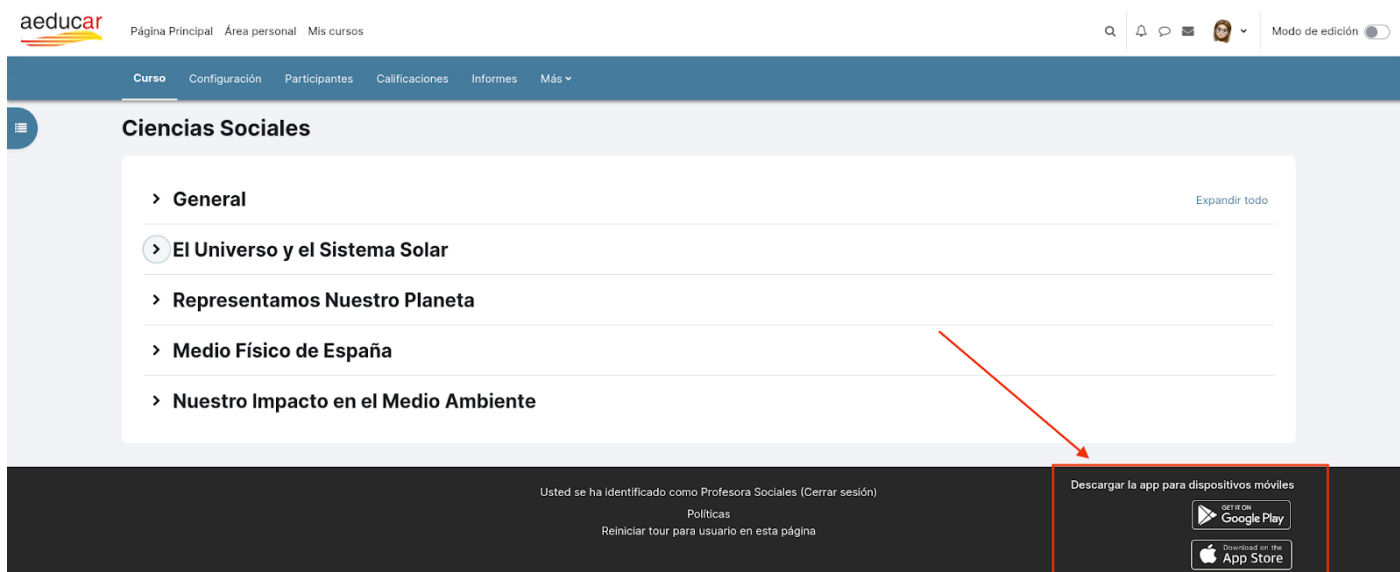 aeducar
Página Principal Área personal Mis cursos
Modo de edición
Curso Configuración Participantes Calificaciones Informes Más
Ciencias Sociales
General
Expandir todo
El Universo y el Sistema Solar
Representamos Nuestro Planeta
Medio Físico de España
Nuestro Impacto en el Medio Ambiente
Usted se ha identificado como Profesora Sociales (Cerrar sesión)
Políticas
Reiniciar tour para usuario en esta página
Descargar la app para dispositivos móviles
GET IT ON
Google Play
Download on the
App Store